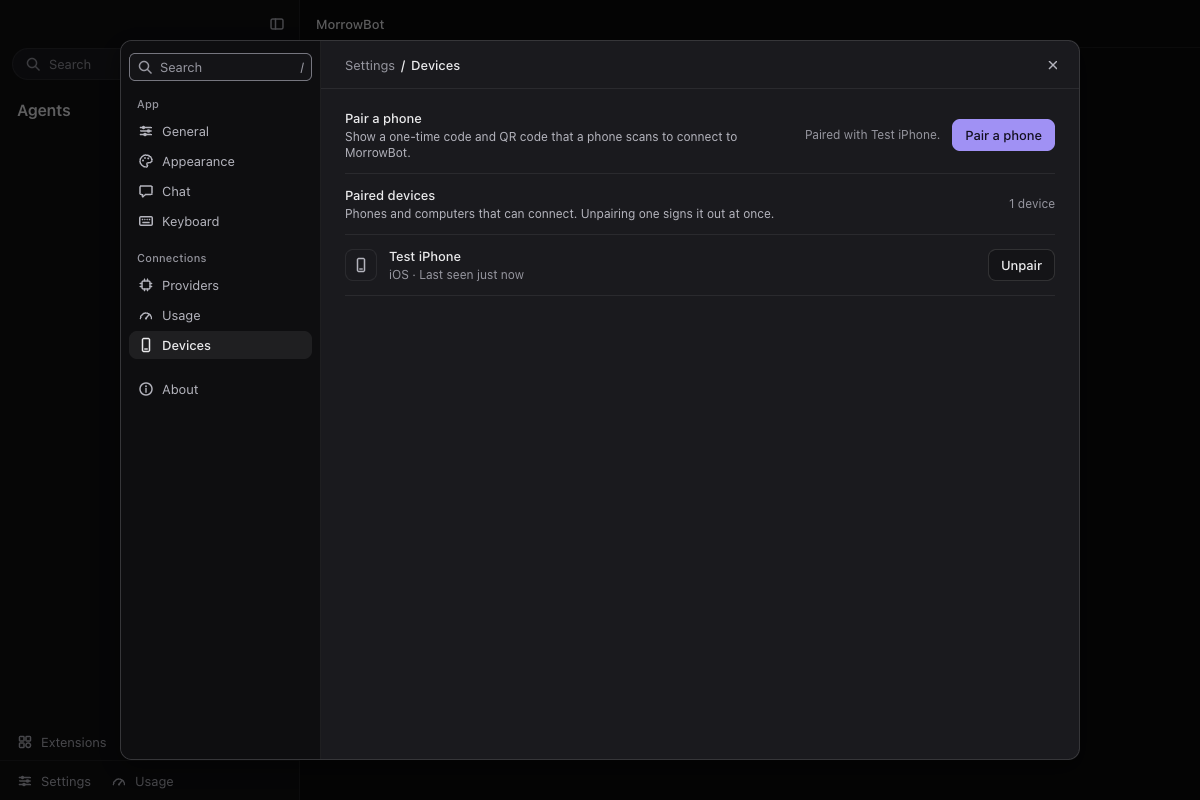 MorrowBot
Search
Agents
Extensions
Settings
Usage
Search /
App
General
Appearance
Chat
Keyboard
Connections
Providers
Usage
Devices
About
Settings / Devices
Pair a phone
Show a one-time code and QR code that a phone scans to connect to
MorrowBot.
Paired with Test iPhone.
Pair a phone
Paired devices
Phones and computers that can connect. Unpairing one signs it out at once.
1 device
Test iPhone
iOS · Last seen just now
Unpair